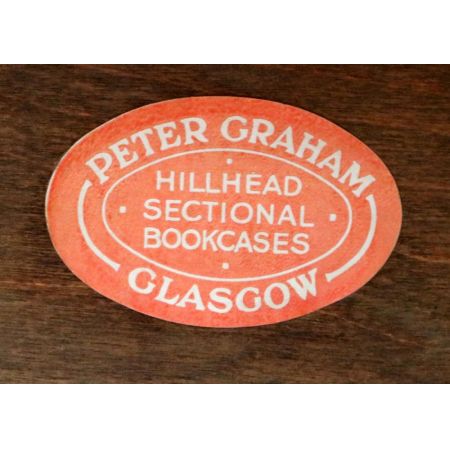 PETER GRAHAM
HILLHEAD
SECTIONAL
BOOKCASES
GLASGOW